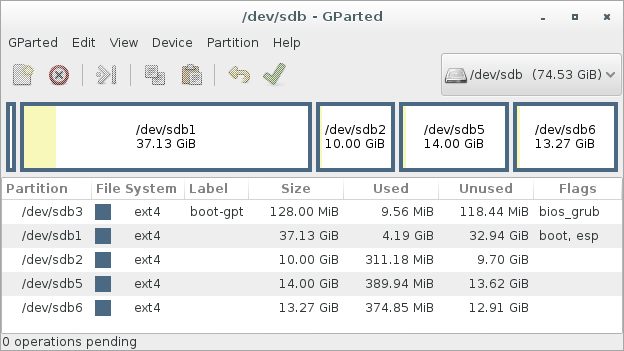 /dev/sdb - GParted
GParted Edit View Device Partition Help
/dev/sdb (74.53 GiB)
/dev/sdb1 /dev/sdb2 /dev/sdb5 /dev/sdb6
37.13 GiB 10.00 GiB 14.00 GiB 13.27 GiB
Partition File System Label Size Used Unused Flags
/dev/sdb3 ext4 boot-gpt 128.00 MiB 9.56 MiB 118.44 MiB bios_grub
/dev/sdb1 ext4 37.13 GiB 4.19 GiB 32.94 GiB boot, esp
/dev/sdb2 ext4 10.00 GiB 311.18 MiB 9.70 GiB
/dev/sdb5 ext4 14.00 GiB 389.94 MiB 13.62 GiB
/dev/sdb6 ext4 13.27 GiB 374.85 MiB 12.91 GiB
0 operations pending